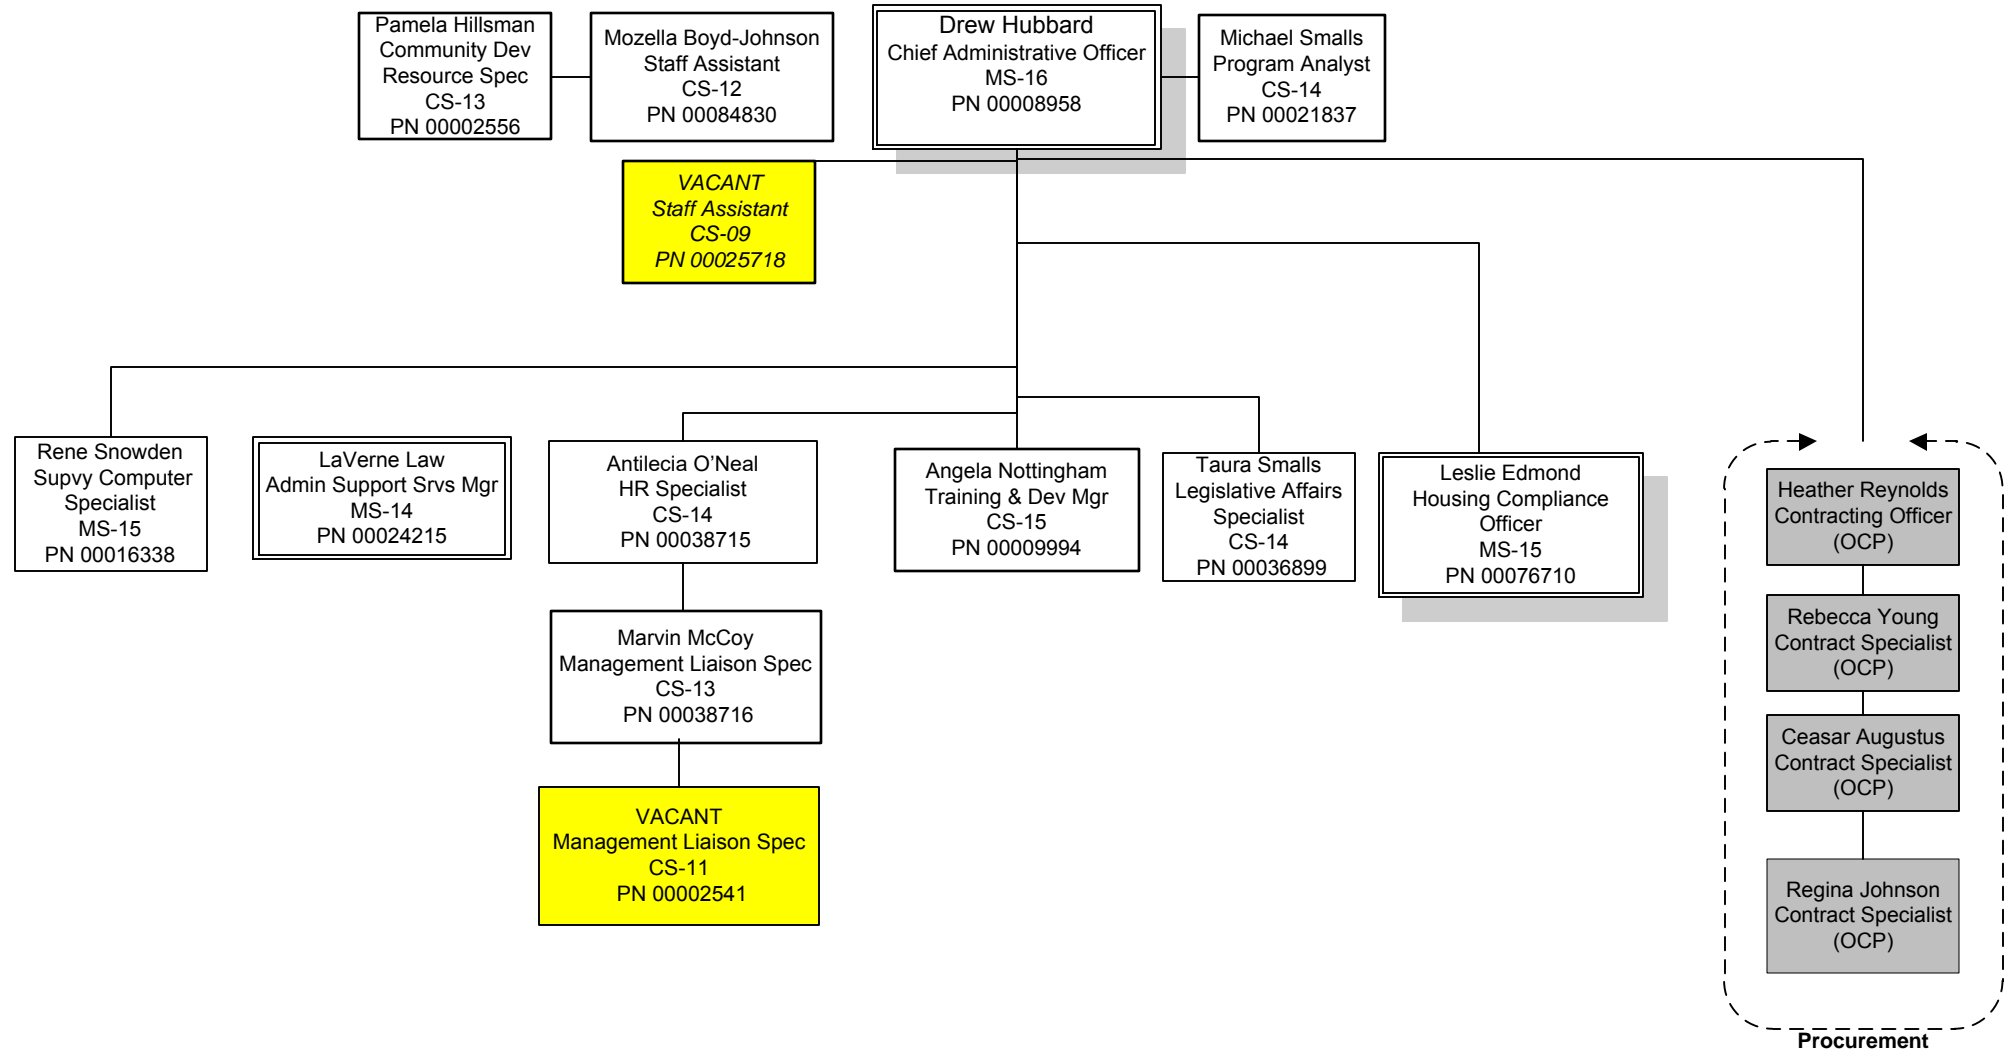 Pamela Hillsman
Community Dev
Resource Spec
CS-13
PN 00002556
Mozella Boyd-Johnson
Staff Assistant
CS-12
PN 00084830
Drew Hubbard
Chief Administrative Officer
MS-16
PN 00008958
Michael Smalls
Program Analyst
CS-14
PN 00021837
VACANT
Staff Assistant
CS-09
PN 00025718
Rene Snowden
Supvy Computer
Specialist
MS-15
PN 00016338
LaVerne Law
Admin Support Srvs Mgr
MS-14
PN 00024215
Antilecia O’Neal
HR Specialist
CS-14
PN 00038715
Angela Nottingham
Training & Dev Mgr
CS-15
PN 00009994
Taura Smalls
Legislative Affairs
Specialist
CS-14
PN 00036899
Leslie Edmond
Housing Compliance
Officer
MS-15
PN 00076710
Marvin McCoy
Management Liaison Spec
CS-13
PN 00038716
VACANT
Management Liaison Spec
CS-11
PN 00002541
Heather Reynolds
Contracting Officer
(OCP)
Rebecca Young
Contract Specialist
(OCP)
Ceasar Augustus
Contract Specialist
(OCP)
Regina Johnson
Contract Specialist
(OCP)
Procurement